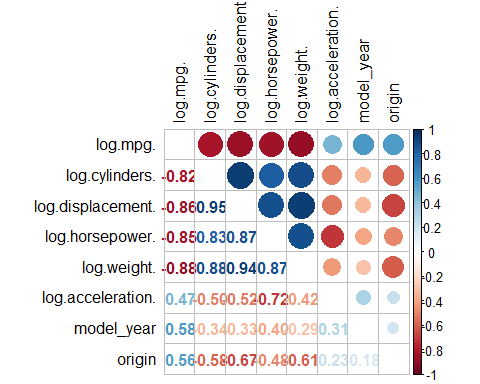 log.mpg.
log.cylinders.
log.displacement
log.horsepower.
log.weight.
log.acceleration.
model_year
origin
log.mpg.
log.cylinders. -0.82
log.displacement. -0.86 0.95
log.horsepower. -0.85 0.83 0.87
log.weight. -0.88 0.88 0.94 0.87
log.acceleration. 0.47 -0.50 -0.52 -0.72 -0.42
model_year 0.58 -0.34 -0.33 -0.40 -0.29 0.31
origin 0.56 -0.58 -0.67 -0.48 -0.61 0.23 0.18
1
0.8
0.6
0.4
0.2
0
-0.2
-0.4
-0.6
-0.8
-1